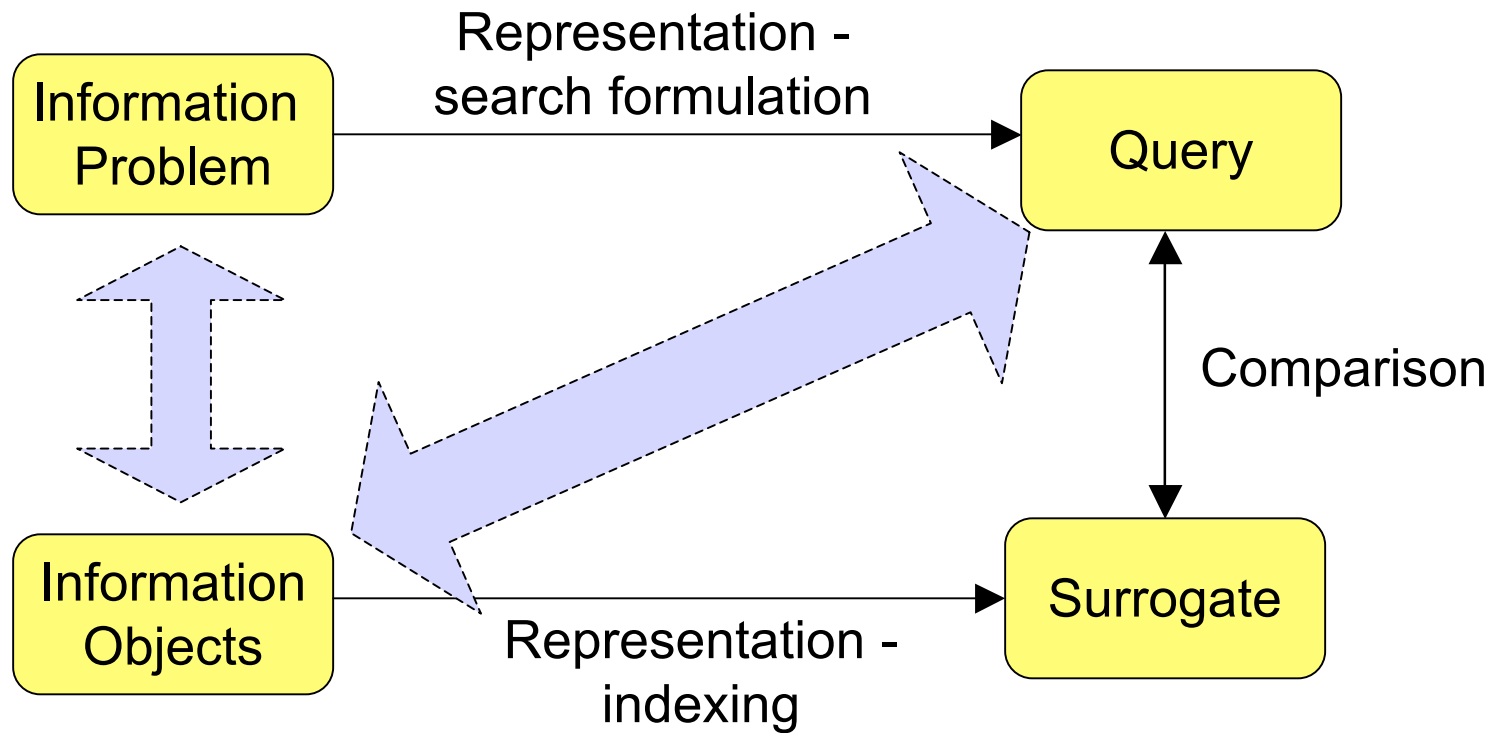 Representation -
search formulation
Information
Problem
Query
Comparison
Information
Objects
Surrogate
Representation -
indexing